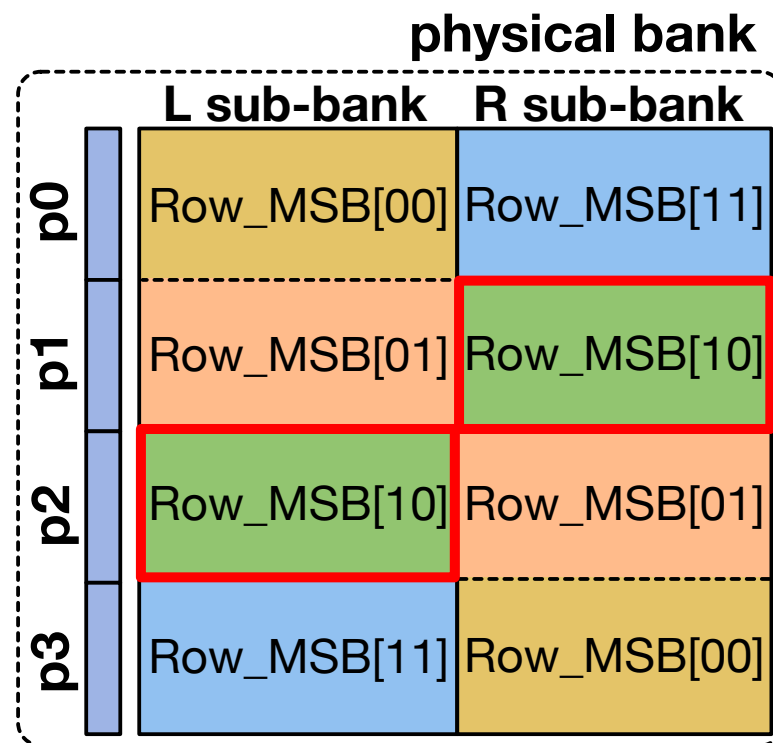 physical bank
L sub-bank R sub-bank
p0 Row_MSB[00] Row_MSB[11]
p1 Row_MSB[01] Row_MSB[10]
p2 Row_MSB[10] Row_MSB[01]
p3 Row_MSB[11] Row_MSB[00]